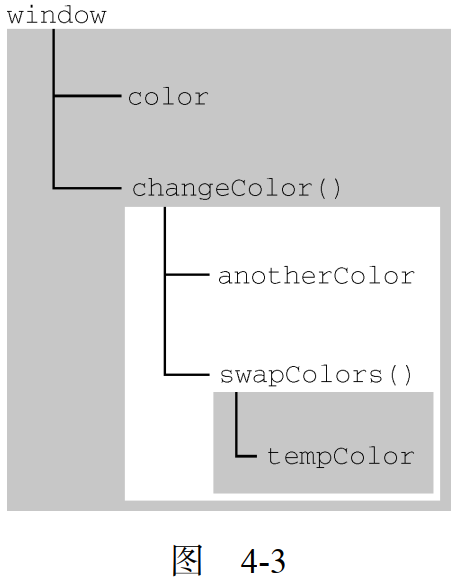 window
color
changeColor()
anotherColor
swapColors()
tempColor
图 4-3